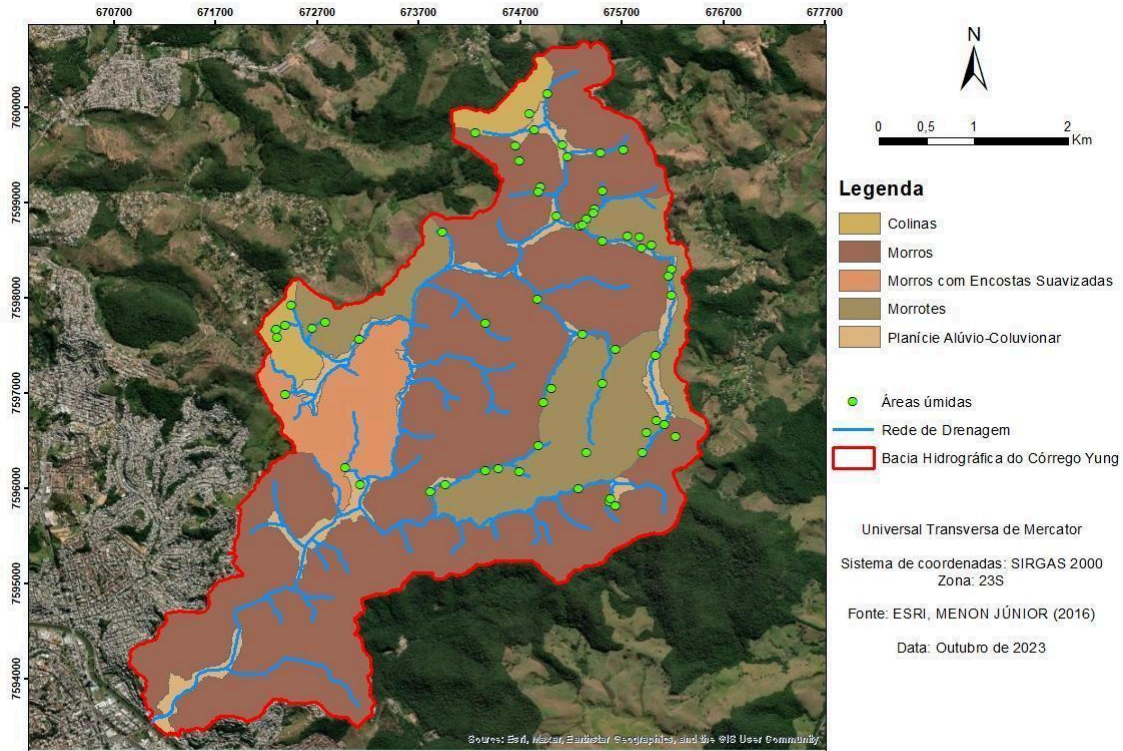 670700 671700 672700 673700 674700 675700 676700 677700
7600000
7599000
7598000
7597000
7596000
7595000
7594000
N
0 0,5 1 2
Km
Legenda
Colinas
Morros
Morros com Encostas Suavizadas
Morrotes
Planície Alúvio-Coluvionar
Áreas úmidas
Rede de Drenagem
Bacia Hidrográfica do Córrego Yung
Universal Transversa de Mercator
Sistema de coordenadas: SIRGAS 2000
Zona: 23S
Fonte: ESRI, MENON JÚNIOR (2016)
Data: Outubro de 2023
Source: Esri, Maxar, Earthstar Geographics, and the GIS User Community